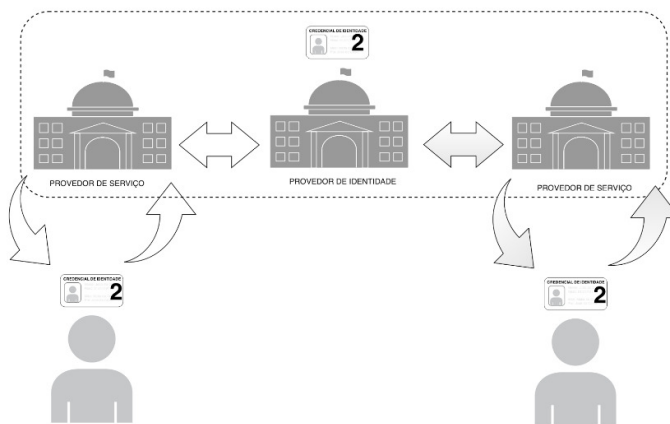 CREDENCIAL DE IDENTIDADE
2
PROVEDOR DE SERVIÇO
PROVEDOR DE IDENTIDADE
PROVEDOR DE SERVIÇO
CREDENCIAL DE IDENTIDADE
2
CREDENCIAL DE IDENTIDADE
2